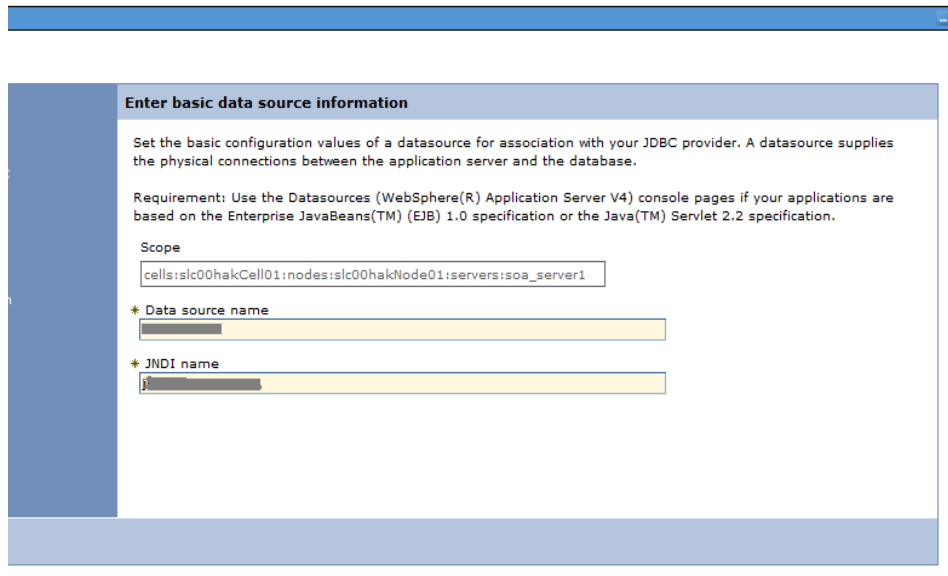 Enter basic data source information
Set the basic configuration values of a datasource for association with your JDBC provider. A datasource supplies
the physical connections between the application server and the database.
Requirement: Use the Datasources (WebSphere(R) Application Server V4) console pages if your applications are
based on the Enterprise JavaBeans(TM) (EJB) 1.0 specification or the Java(TM) Servlet 2.2 specification.
Scope
cells:slc00hakCell01:nodes:slc00hakNode01:servers:soa_server1
* Data source name
* JNDI name